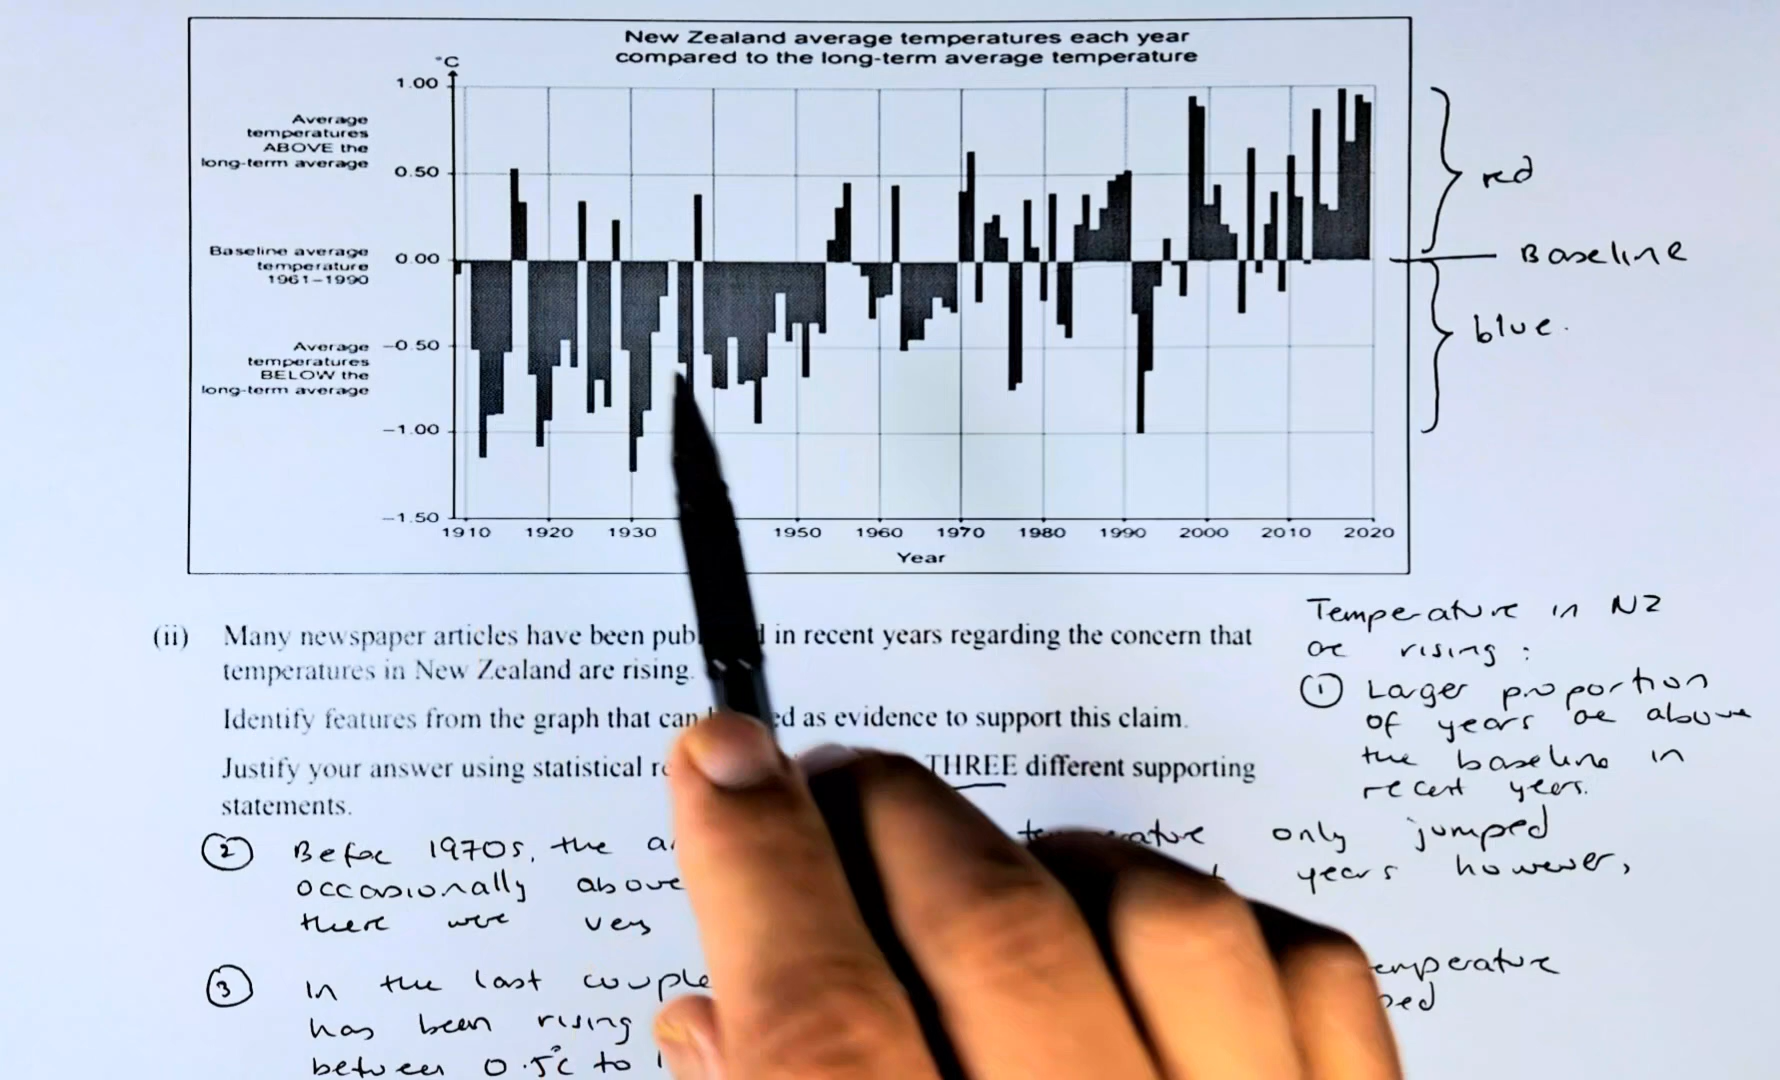 New Zealand average temperatures each year
compared to the long-term average temperature
°C
1.00
Average
temperatures
ABOVE the
long-term average
0.50
red
Baseline average
temperature
1961–1990
0.00
Baseline
Average
temperatures
BELOW the
long-term average
−0.50
blue.
−1.00
−1.50
1910 1920 1930 1950 1960 1970 1980 1990 2000 2010 2020
Year
(ii) Many newspaper articles have been pub in recent years regarding the concern that
temperatures in New Zealand are rising.
Identify features from the graph that can as evidence to support this claim.
Justify your answer using statistical THREE different supporting
statements.
Temperature in NZ
are rising :
① Larger proportion
of years are above
the baseline in
recent years.
② Before 1970s, the only jumped
occasionally above years however,
there were very
③ In the last couple temperature
has been rising
between 0.5°c to